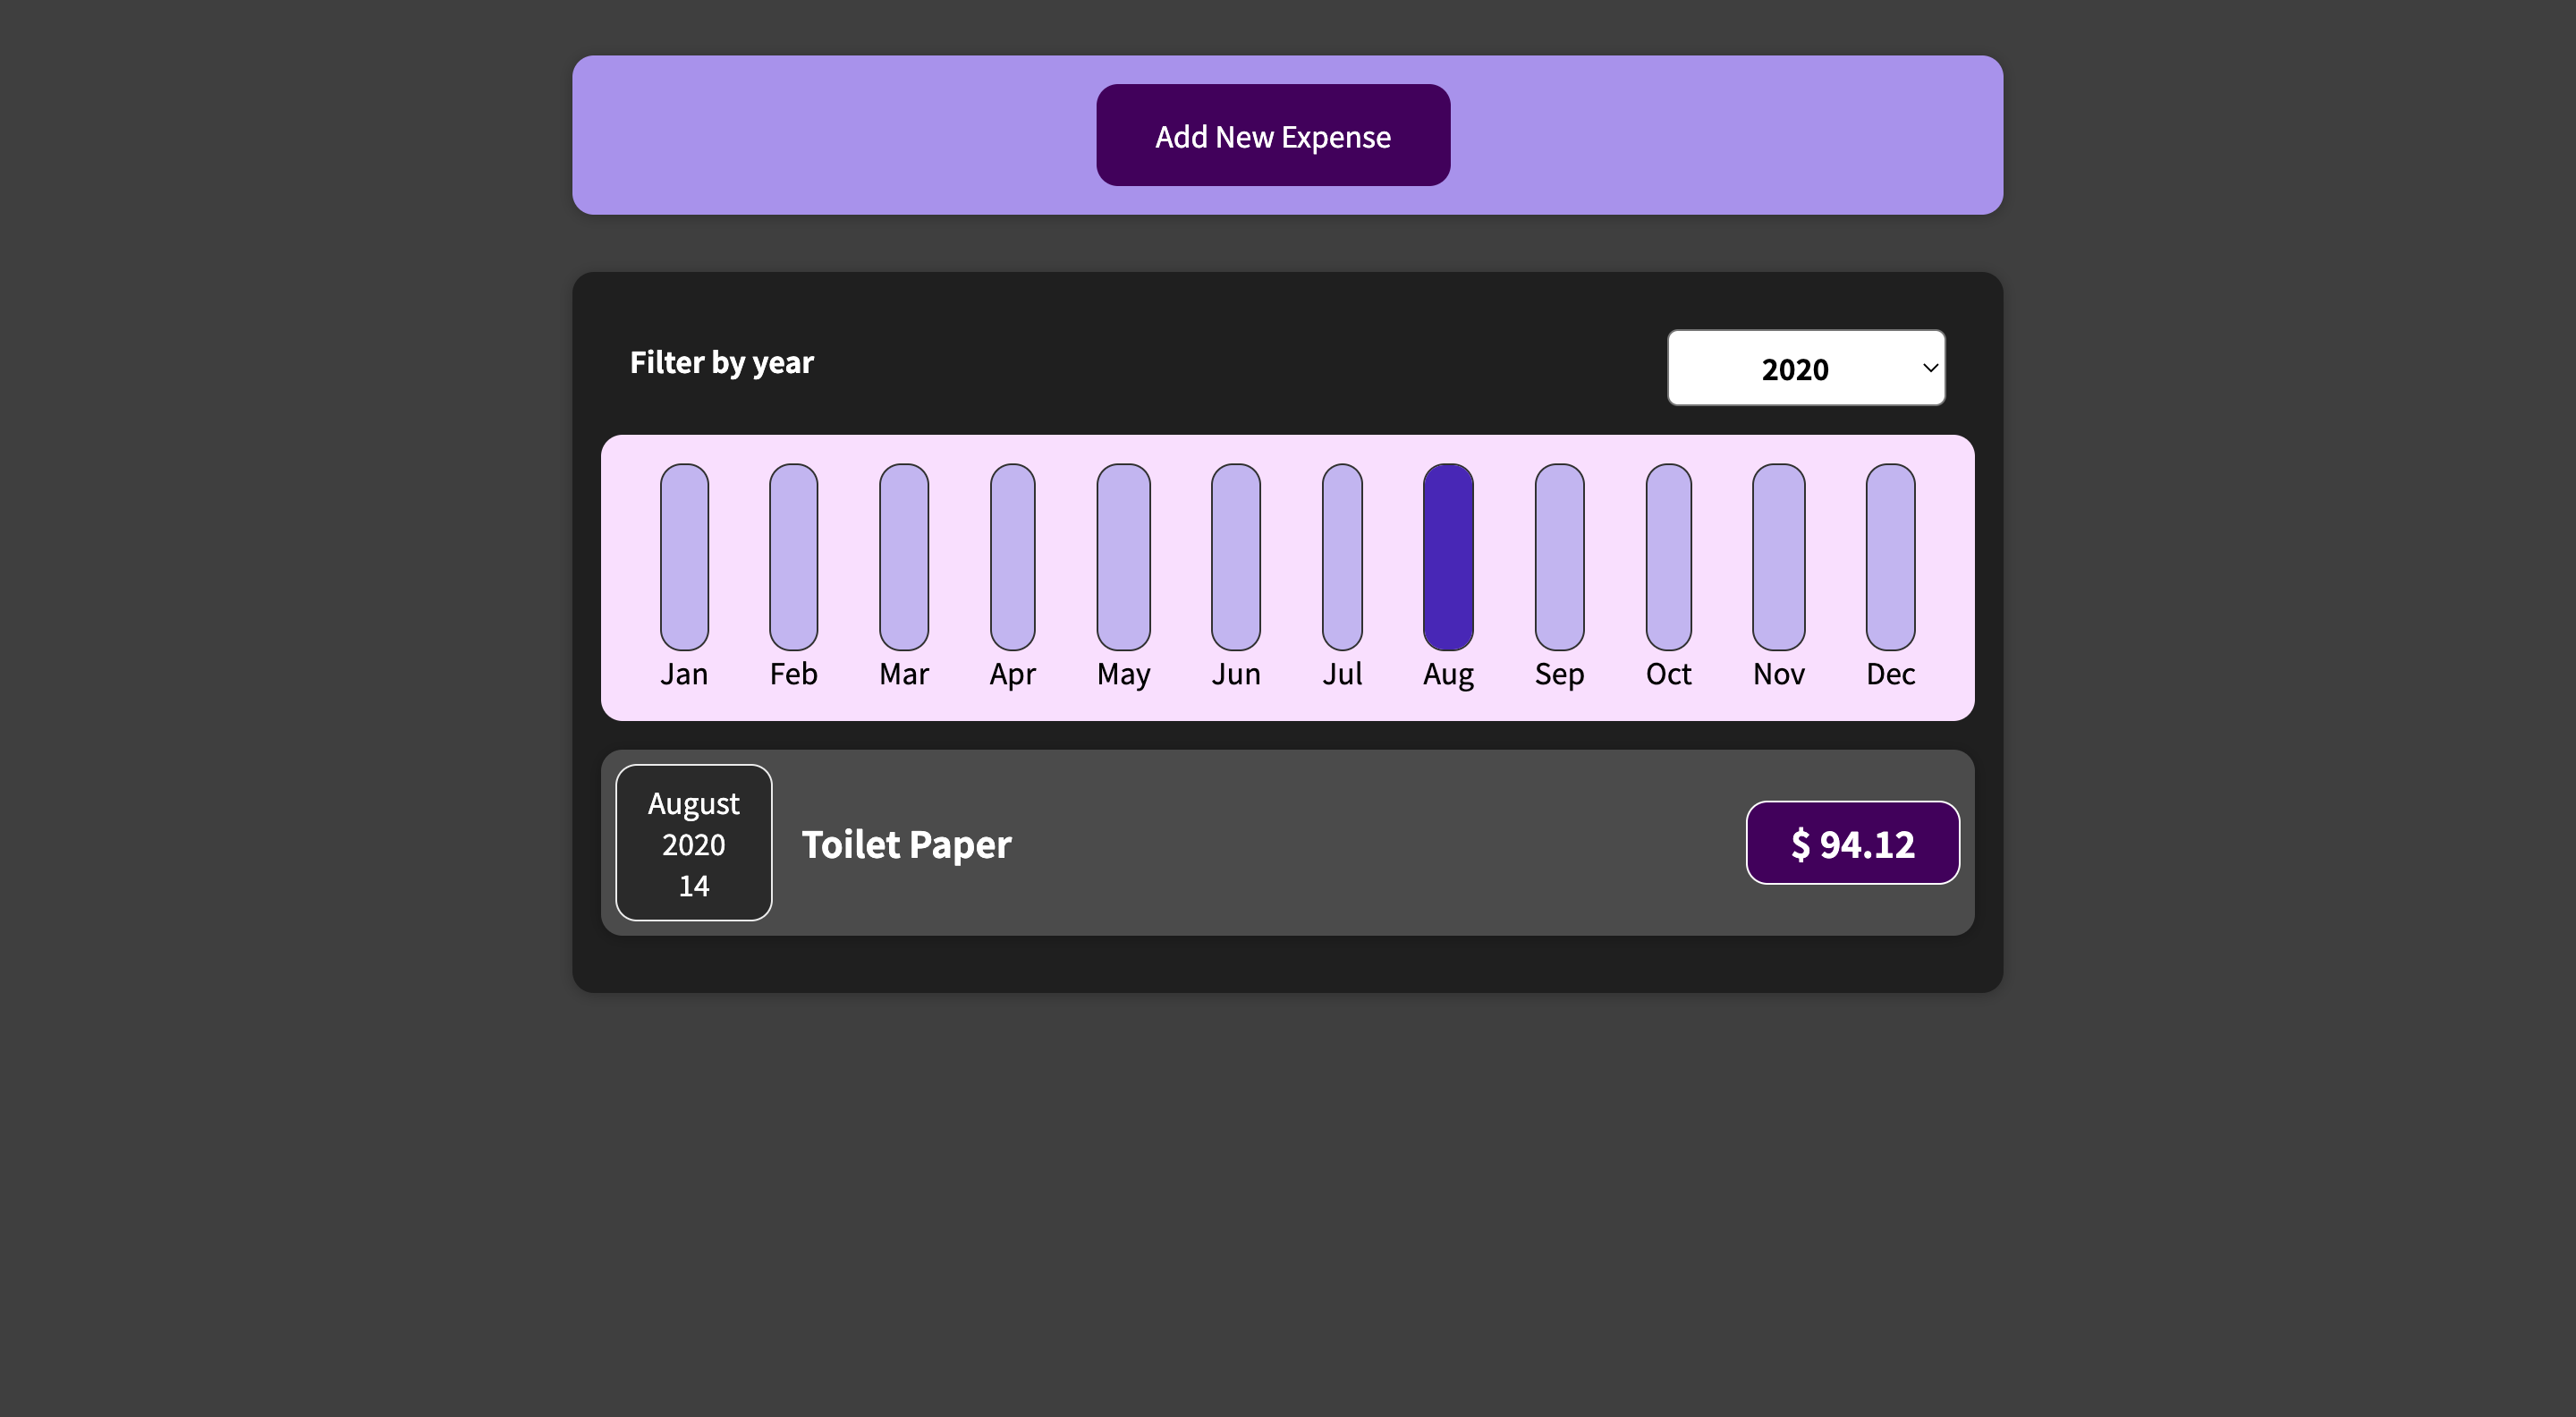 Add New Expense
Filter by year
2020
Jan Feb Mar Apr May Jun Jul Aug Sep Oct Nov Dec
August
2020
14
Toilet Paper
$ 94.12